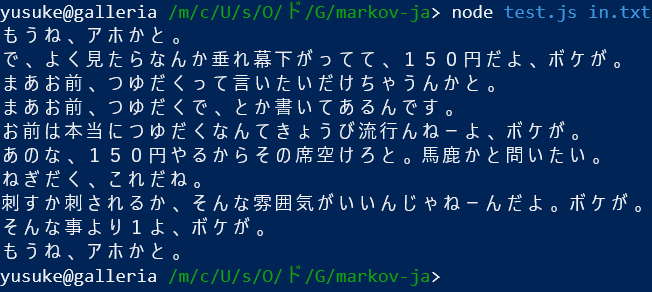 yusuke@galleria /m/c/U/s/O/ド/G/markov-ja> node test.js in.txt
もうね、アホかと。
で、よく見たらなんか垂れ幕下がってて、１５０円だよ、ボケが。
まあお前、つゆだくって言いたいだけちゃうんかと。
まあお前、つゆだくで、とか書いてあるんです。
お前は本当につゆだくなんてきょうび流行んねーよ、ボケが。
あのな、１５０円やるからその席空けろと。馬鹿かと問いたい。
ねぎだく、これだね。
刺すか刺されるか、そんな雰囲気がいいんじゃねーんだよ。ボケが。
そんな事より１よ、ボケが。
もうね、アホかと。
yusuke@galleria /m/c/U/s/O/ド/G/markov-ja>